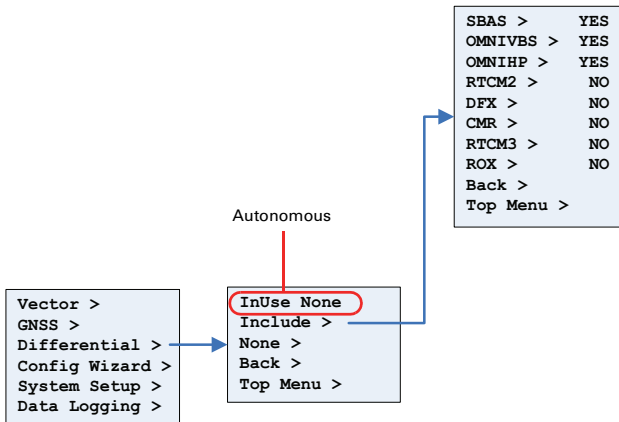 SBAS > YES
OMNIVBS > YES
OMNIHP > YES
RTCM2 > NO
DFX > NO
CMR > NO
RTCM3 > NO
ROX > NO
Back >
Top Menu >
Autonomous
InUse None
Include >
None >
Back >
Top Menu >
Vector >
GNSS >
Differential >
Config Wizard >
System Setup >
Data Logging >